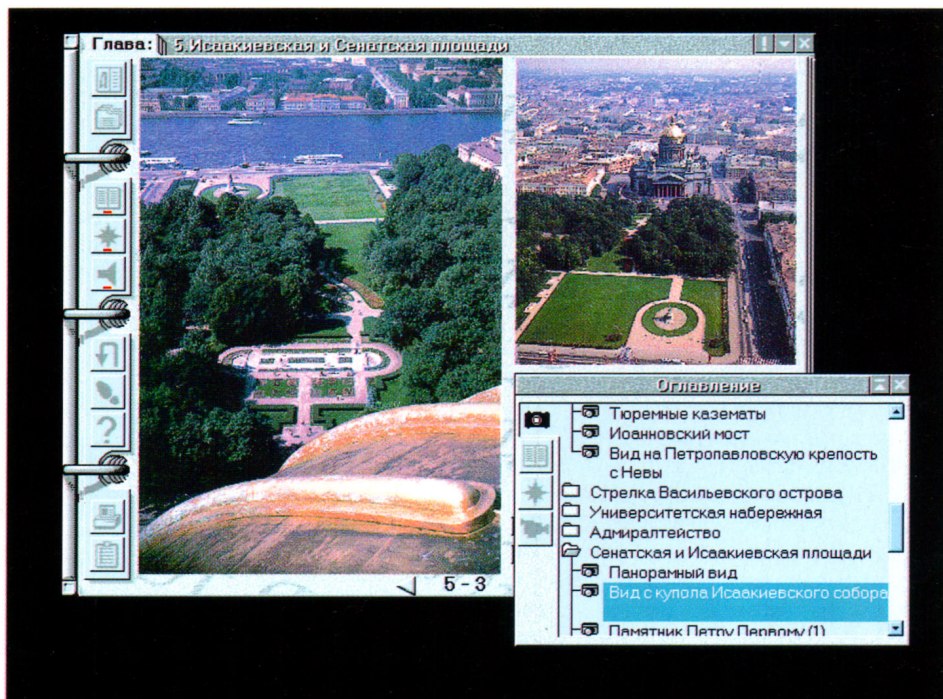 Глава: 5.Исаакиевская и Сенатская площади
5-3
Оглавление
Тюремные казематы
Иоанновский мост
Вид на Петропавловскую крепость
с Невы
Стрелка Васильевского острова
Университетская набережная
Адмиралтейство
Сенатская и Исаакиевская площади
Панорамный вид
Вид с купола Исаакиевского собора
Памятник Петру Первому (1)